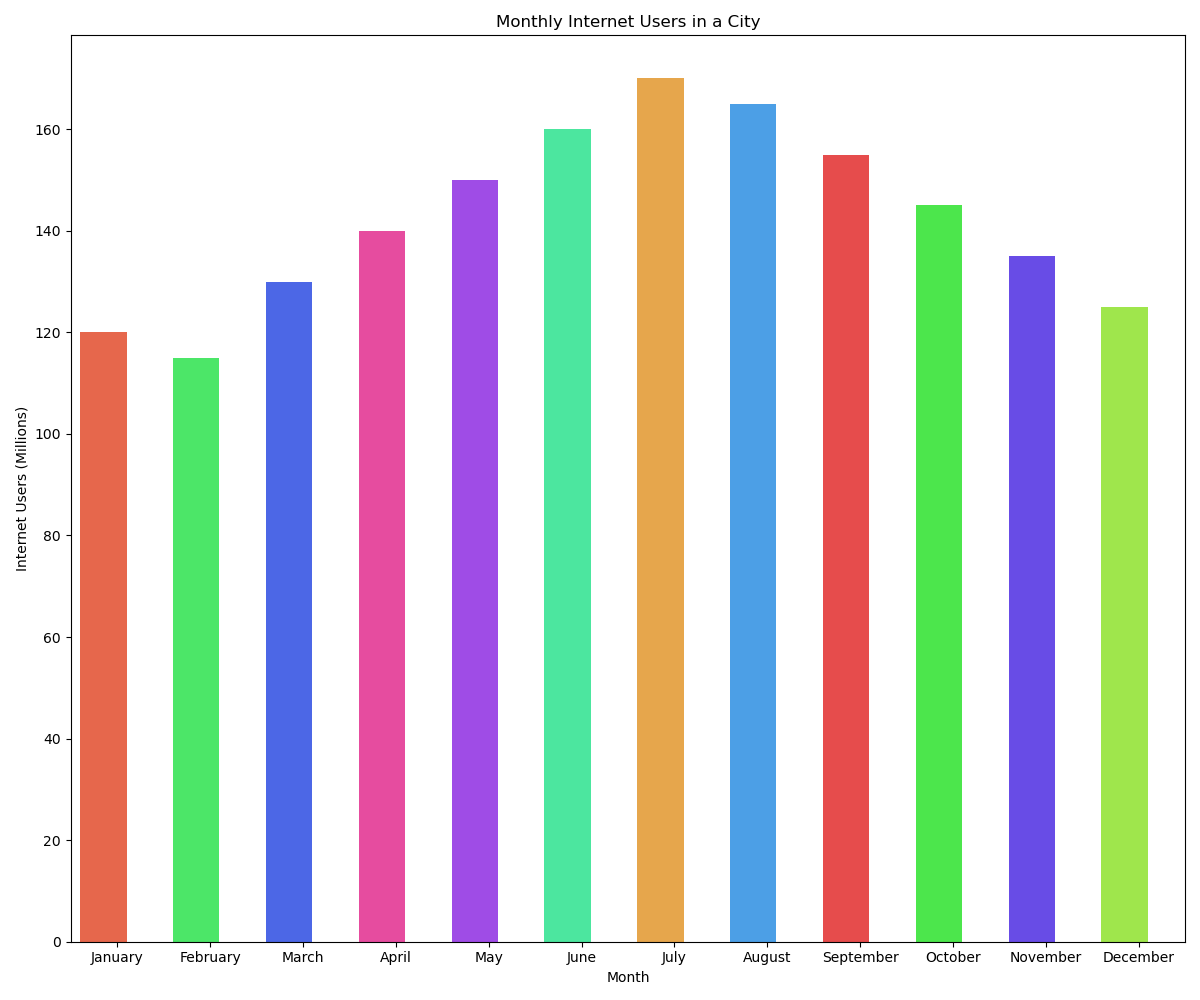 Monthly Internet Users in a City
Internet Users (Millions)
160
140
120
100
80
60
40
20
0
January February March April May June July August September October November December
Month